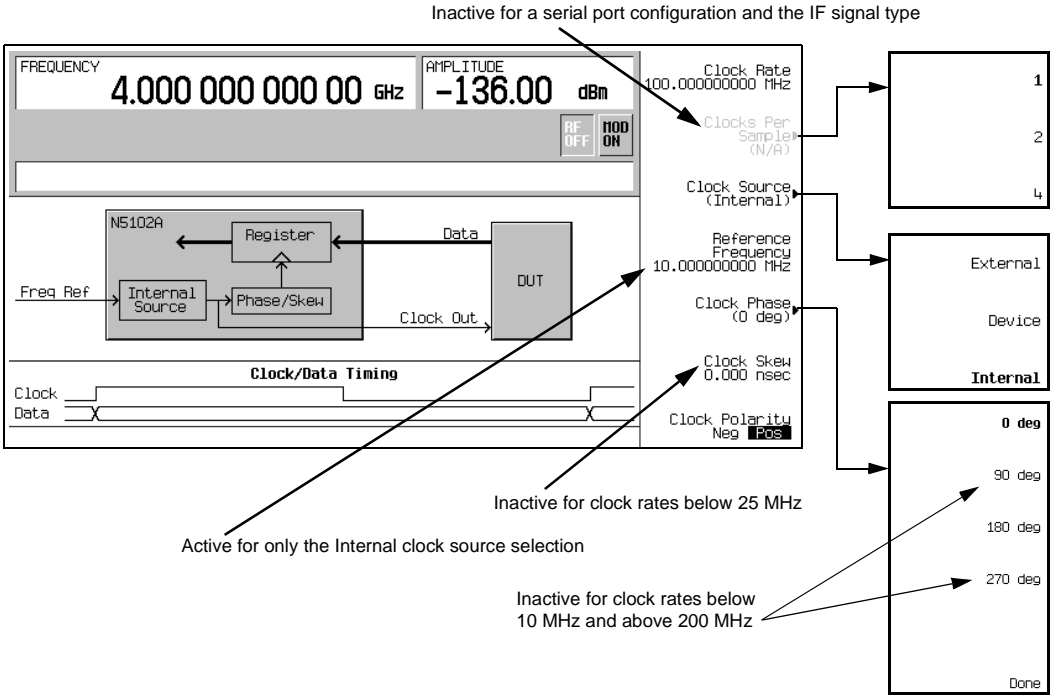 Inactive for a serial port configuration and the IF signal type
FREQUENCY
4.000 000 000 00 GHz
AMPLITUDE
-136.00 dBm
RF
OFF
MOD
ON
Clock Rate
100.000000000 MHz
Clocks Per
Sample
(N/A)
Clock Source
(Internal)
Reference
Frequency
10.000000000 MHz
Clock Phase
(0 deg)
Clock Skew
0.000 nsec
Clock Polarity
Neg Pos
N5102A
Register
Data
DUT
Freq Ref
Internal
Source
Phase/Skew
Clock Out
Clock/Data Timing
Clock
Data
1
2
4
External
Device
Internal
0 deg
90 deg
180 deg
270 deg
Done
Inactive for clock rates below 25 MHz
Active for only the Internal clock source selection
Inactive for clock rates below
10 MHz and above 200 MHz